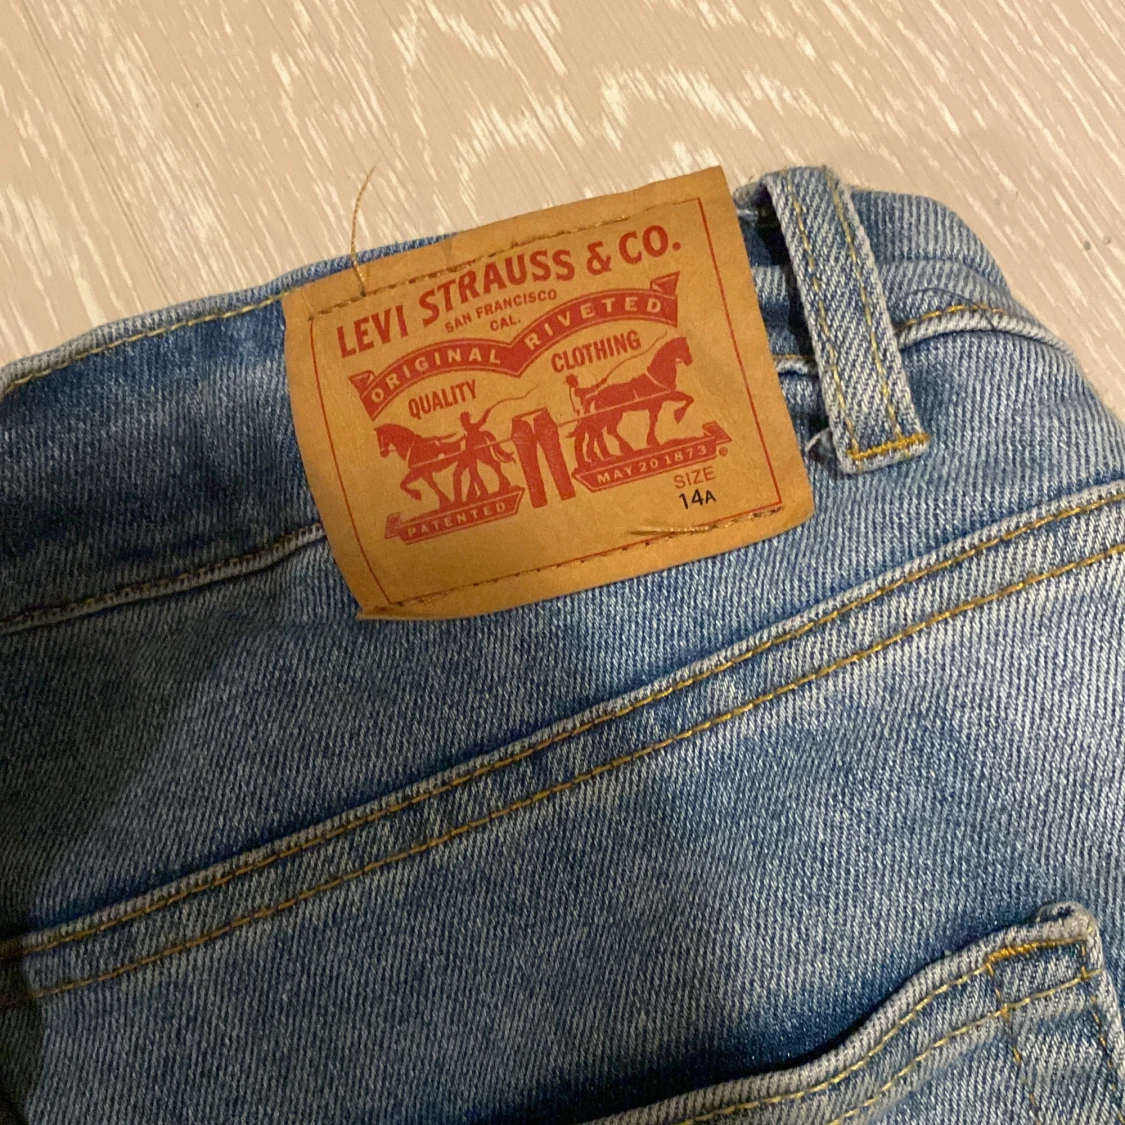 LEVI STRAUSS & CO.
SAN FRANCISCO
CAL.
ORIGINAL RIVETED
QUALITY CLOTHING
PATENTED
MAY 20 1873 ®
SIZE
14A